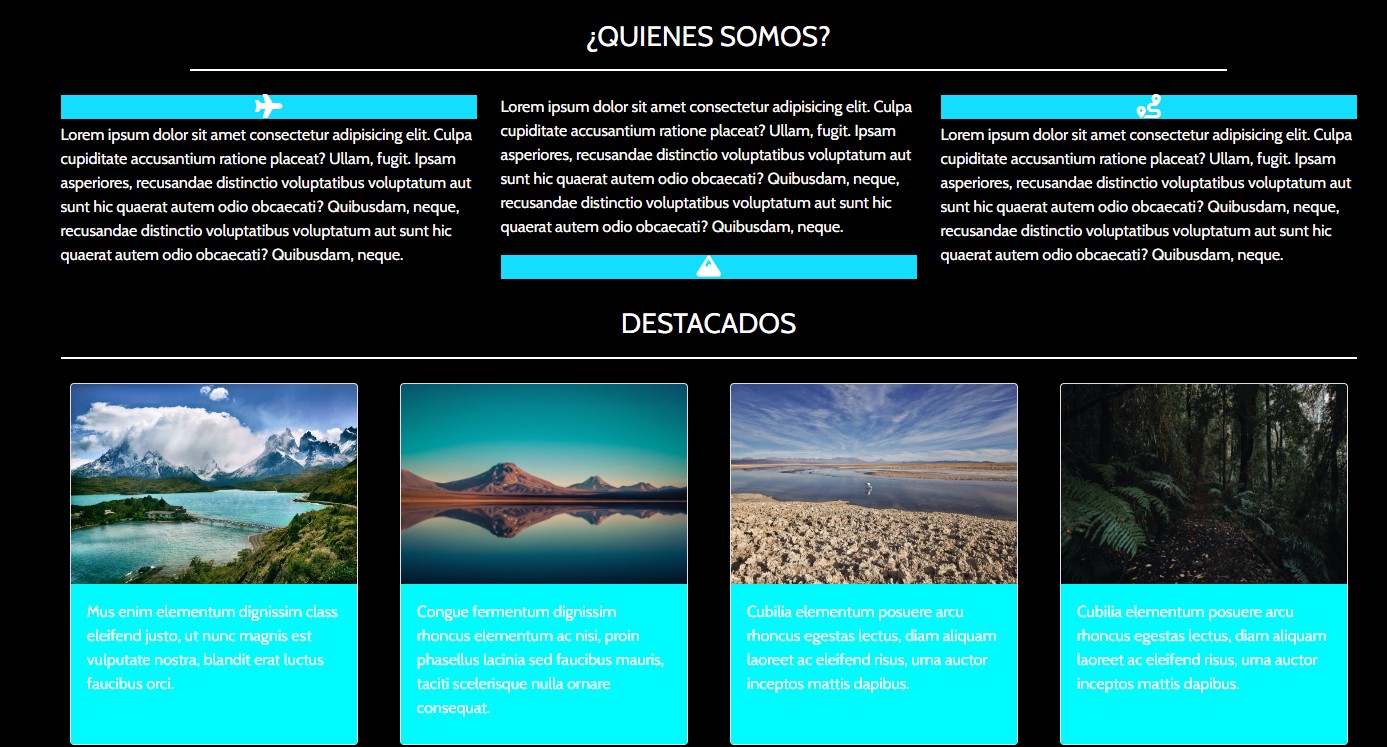 ¿QUIENES SOMOS?
Lorem ipsum dolor sit amet consectetur adipisicing elit. Culpa
cupiditate accusantium ratione placeat? Ullam, fugit. Ipsam
asperiores, recusandae distinctio voluptatibus voluptatum aut
sunt hic quaerat autem odio obcaecati? Quibusdam, neque,
recusandae distinctio voluptatibus voluptatum aut sunt hic
quaerat autem odio obcaecati? Quibusdam, neque.
Lorem ipsum dolor sit amet consectetur adipisicing elit. Culpa
cupiditate accusantium ratione placeat? Ullam, fugit. Ipsam
asperiores, recusandae distinctio voluptatibus voluptatum aut
sunt hic quaerat autem odio obcaecati? Quibusdam, neque,
recusandae distinctio voluptatibus voluptatum aut sunt hic
quaerat autem odio obcaecati? Quibusdam, neque.
Lorem ipsum dolor sit amet consectetur adipisicing elit. Culpa
cupiditate accusantium ratione placeat? Ullam, fugit. Ipsam
asperiores, recusandae distinctio voluptatibus voluptatum aut
sunt hic quaerat autem odio obcaecati? Quibusdam, neque,
recusandae distinctio voluptatibus voluptatum aut sunt hic
quaerat autem odio obcaecati? Quibusdam, neque.
DESTACADOS
Mus enim elementum dignissim class
eleifend justo, ut nunc magnis est
vulputate nostra, blandit erat luctus
faucibus orci.
Congue fermentum dignissim
rhoncus elementum ac nisi, proin
phasellus lacinia sed faucibus mauris,
taciti scelerisque nulla ornare
consequat.
Cubilia elementum posuere arcu
rhoncus egestas lectus, diam aliquam
laoreet ac eleifend risus, urna auctor
inceptos mattis dapibus.
Cubilia elementum posuere arcu
rhoncus egestas lectus, diam aliquam
laoreet ac eleifend risus, urna auctor
inceptos mattis dapibus.